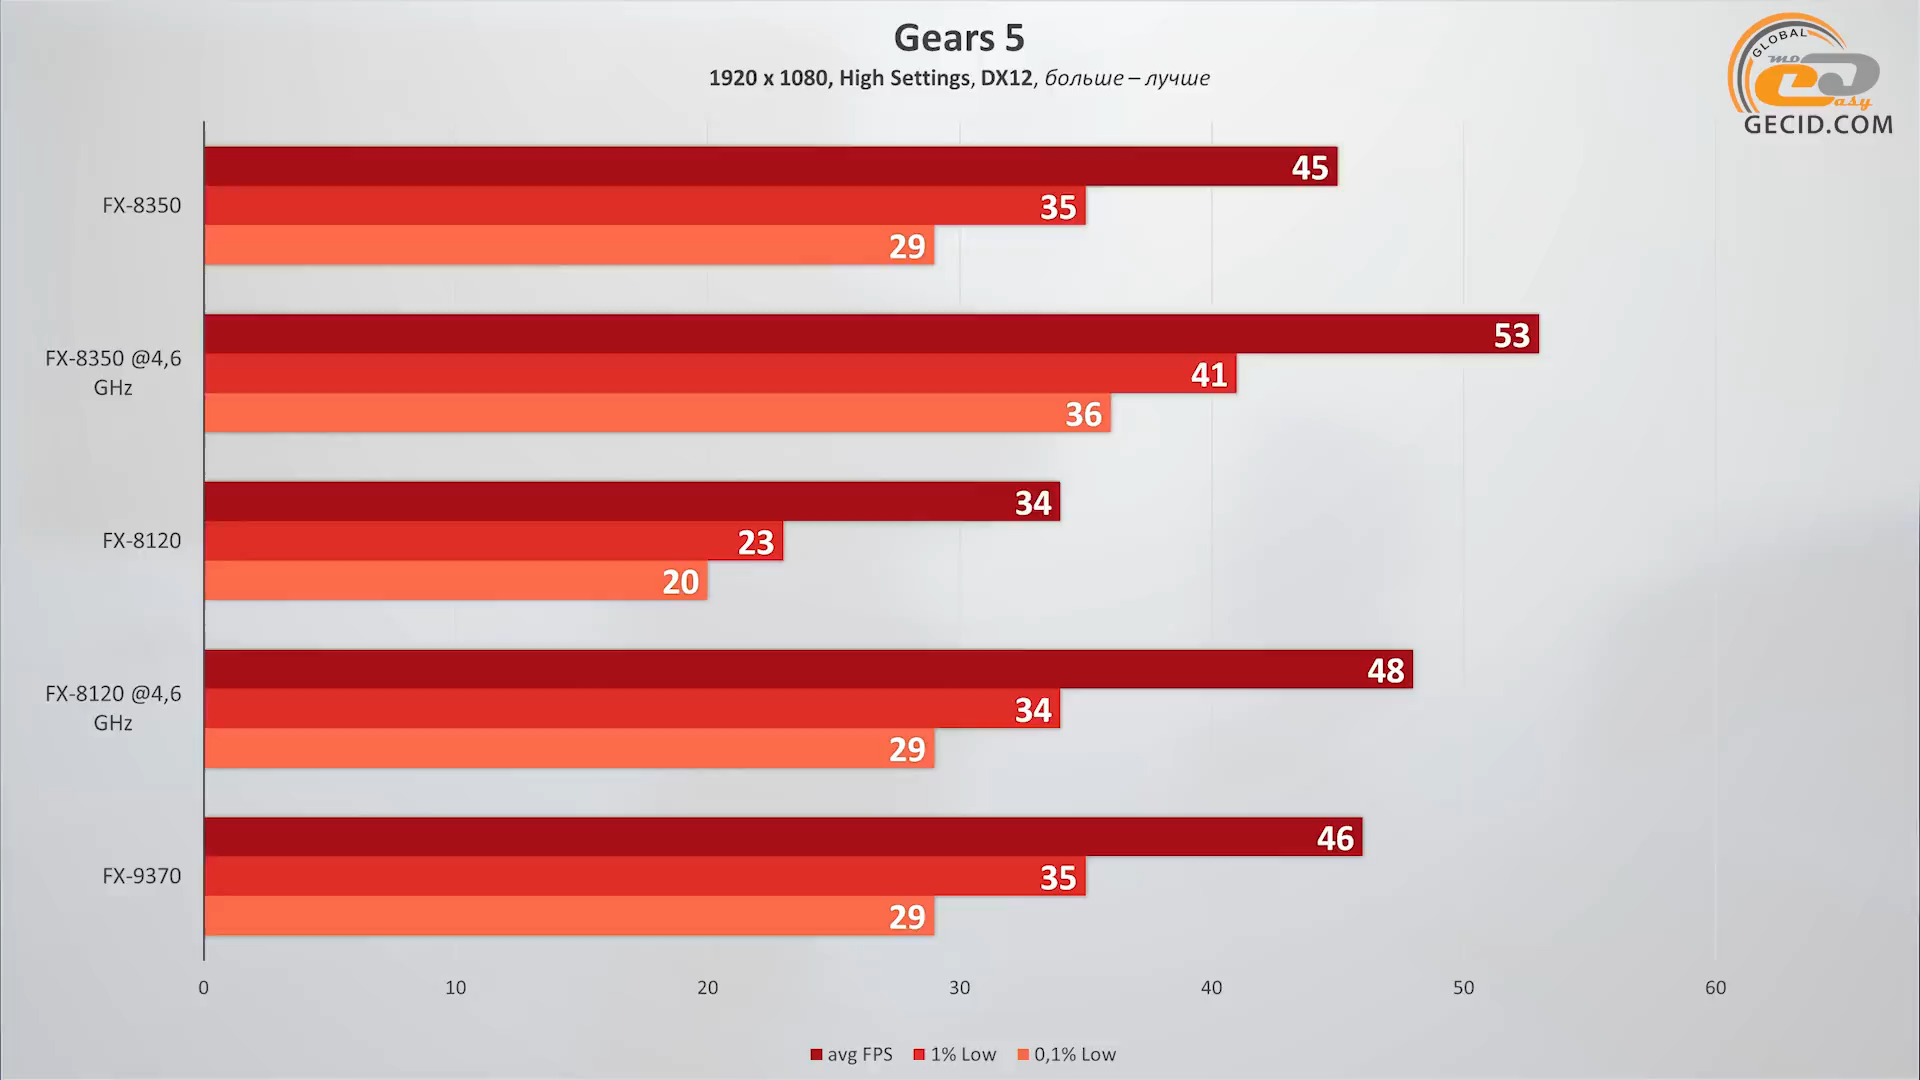 Gears 5
1920 x 1080, High Settings, DX12, больше – лучше
GLOBAL
mo
easy
GECID.COM
FX-8350
45
35
29
FX-8350 @4,6
GHz
53
41
36
FX-8120
34
23
20
FX-8120 @4,6
GHz
48
34
29
FX-9370
46
35
29
0 10 20 30 40 50 60
avg FPS 1% Low 0,1% Low